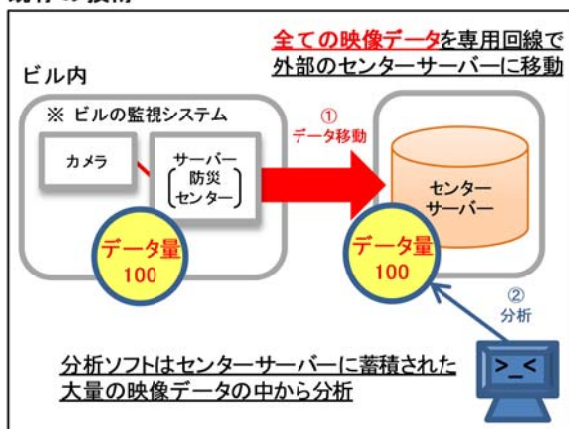 全ての映像データを専用回線で
外部のセンターサーバーに移動
ビル内
※ ビルの監視システム
カメラ
サーバー
防災
センター
①
データ移動
センター
サーバー
データ量
100
データ量
100
②
分析
分析ソフトはセンターサーバーに蓄積された
大量の映像データの中から分析
>_<